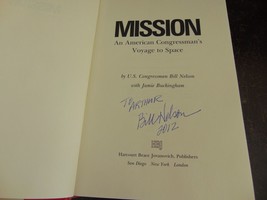 MISSION
An American Congressman's
Voyage to Space
by U.S. Congressman Bill Nelson
with Jamie Buckingham
To Arthur
Bill Nelson
2012
Harcourt Brace Jovanovich, Publishers
San Diego New York London